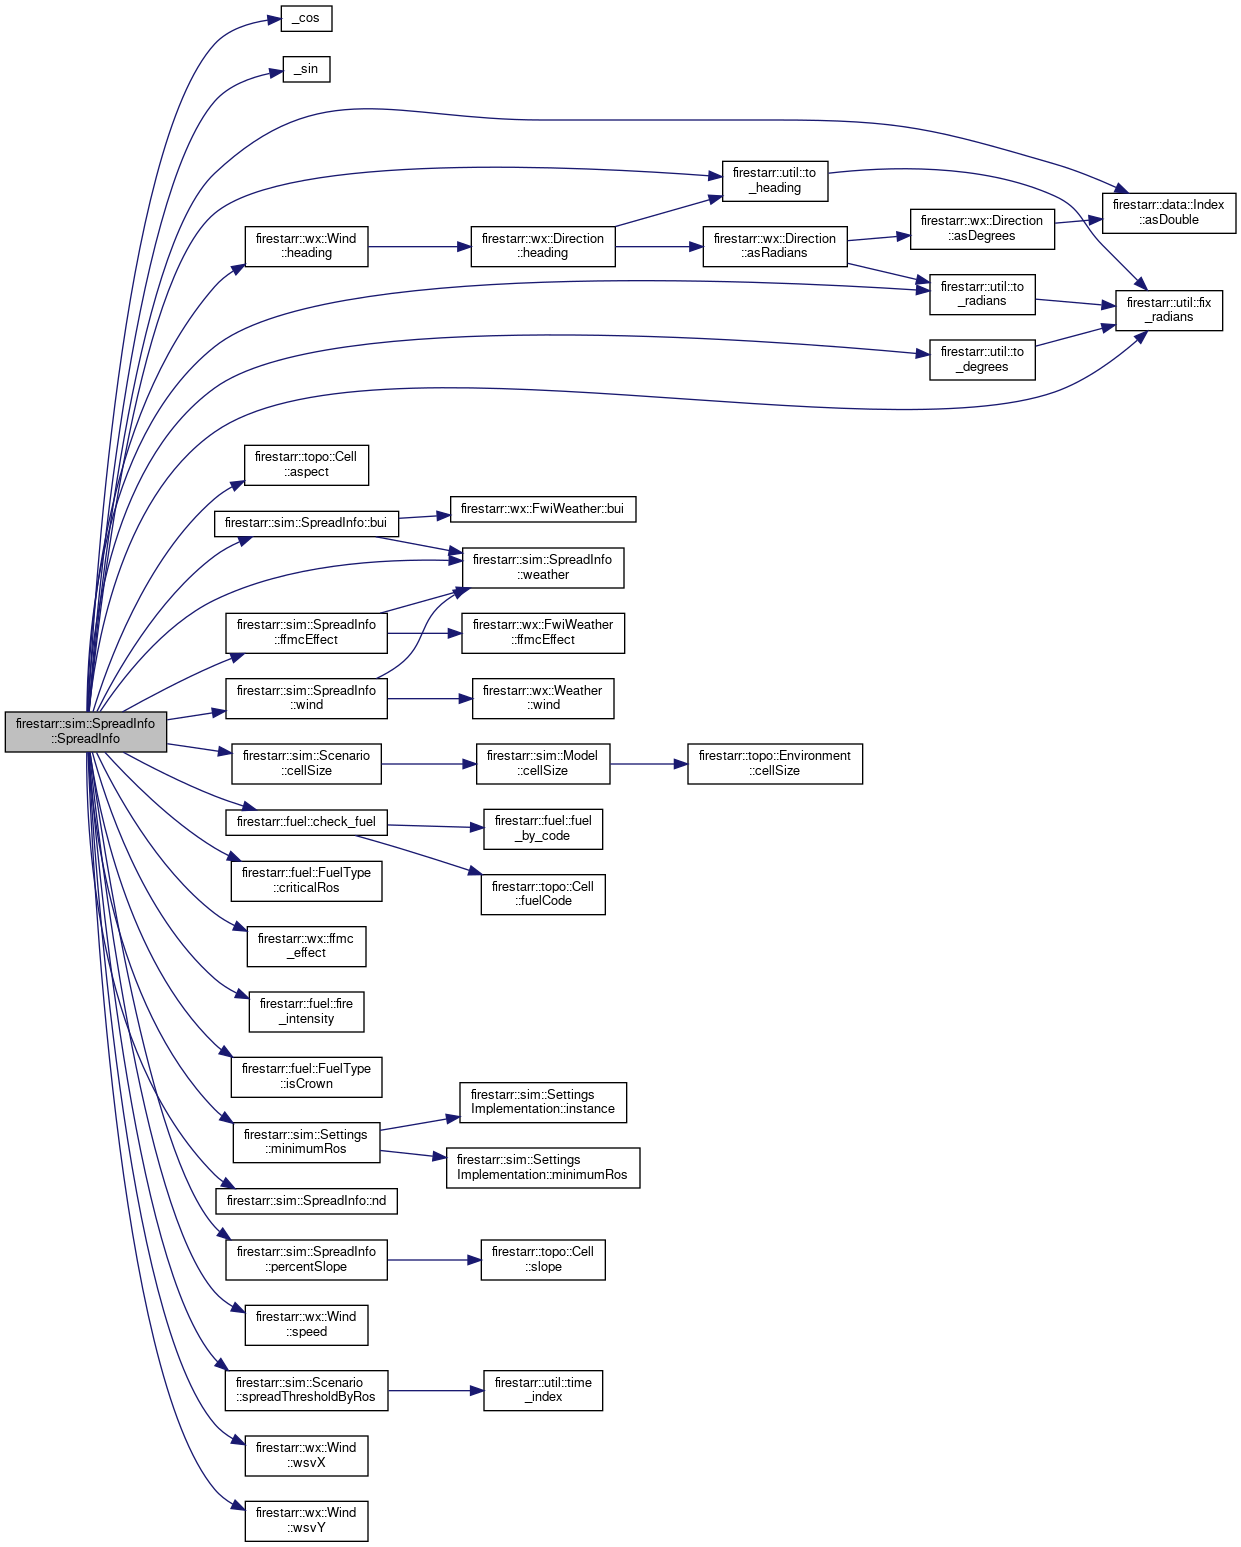 _cos
_sin
firestarr::util::to
_heading
firestarr::data::Index
::asDouble
firestarr::wx::Direction
::asDegrees
firestarr::wx::Wind
::heading
firestarr::wx::Direction
::heading
firestarr::wx::Direction
::asRadians
firestarr::util::to
_radians
firestarr::util::fix
_radians
firestarr::util::to
_degrees
firestarr::topo::Cell
::aspect
firestarr::sim::SpreadInfo::bui
firestarr::wx::FwiWeather::bui
firestarr::sim::SpreadInfo
::weather
firestarr::sim::SpreadInfo
::ffmcEffect
firestarr::wx::FwiWeather
::ffmcEffect
firestarr::sim::SpreadInfo
::wind
firestarr::wx::Weather
::wind
firestarr::sim::SpreadInfo
::SpreadInfo
firestarr::sim::Scenario
::cellSize
firestarr::sim::Model
::cellSize
firestarr::topo::Environment
::cellSize
firestarr::fuel::check_fuel
firestarr::fuel::fuel
_by_code
firestarr::fuel::FuelType
::criticalRos
firestarr::topo::Cell
::fuelCode
firestarr::wx::ffmc
_effect
firestarr::fuel::fire
_intensity
firestarr::fuel::FuelType
::isCrown
firestarr::sim::Settings
Implementation::instance
firestarr::sim::Settings
::minimumRos
firestarr::sim::Settings
Implementation::minimumRos
firestarr::sim::SpreadInfo::nd
firestarr::sim::SpreadInfo
::percentSlope
firestarr::topo::Cell
::slope
firestarr::wx::Wind
::speed
firestarr::sim::Scenario
::spreadThresholdByRos
firestarr::util::time
_index
firestarr::wx::Wind
::wsvX
firestarr::wx::Wind
::wsvY